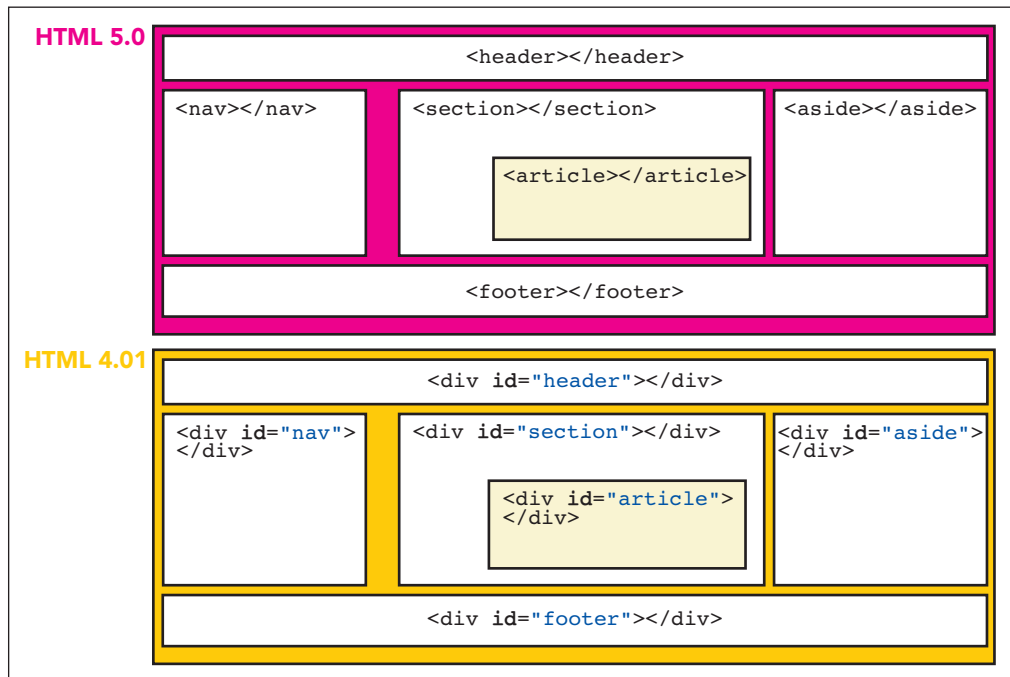 HTML 5.0
<header></header>
<nav></nav>
<section></section>
<aside></aside>
<article></article>
<footer></footer>
HTML 4.01
<div id="header"></div>
<div id="nav">
</div>
<div id="section"></div>
<div id="aside">
</div>
<div id="article">
</div>
<div id="footer"></div>